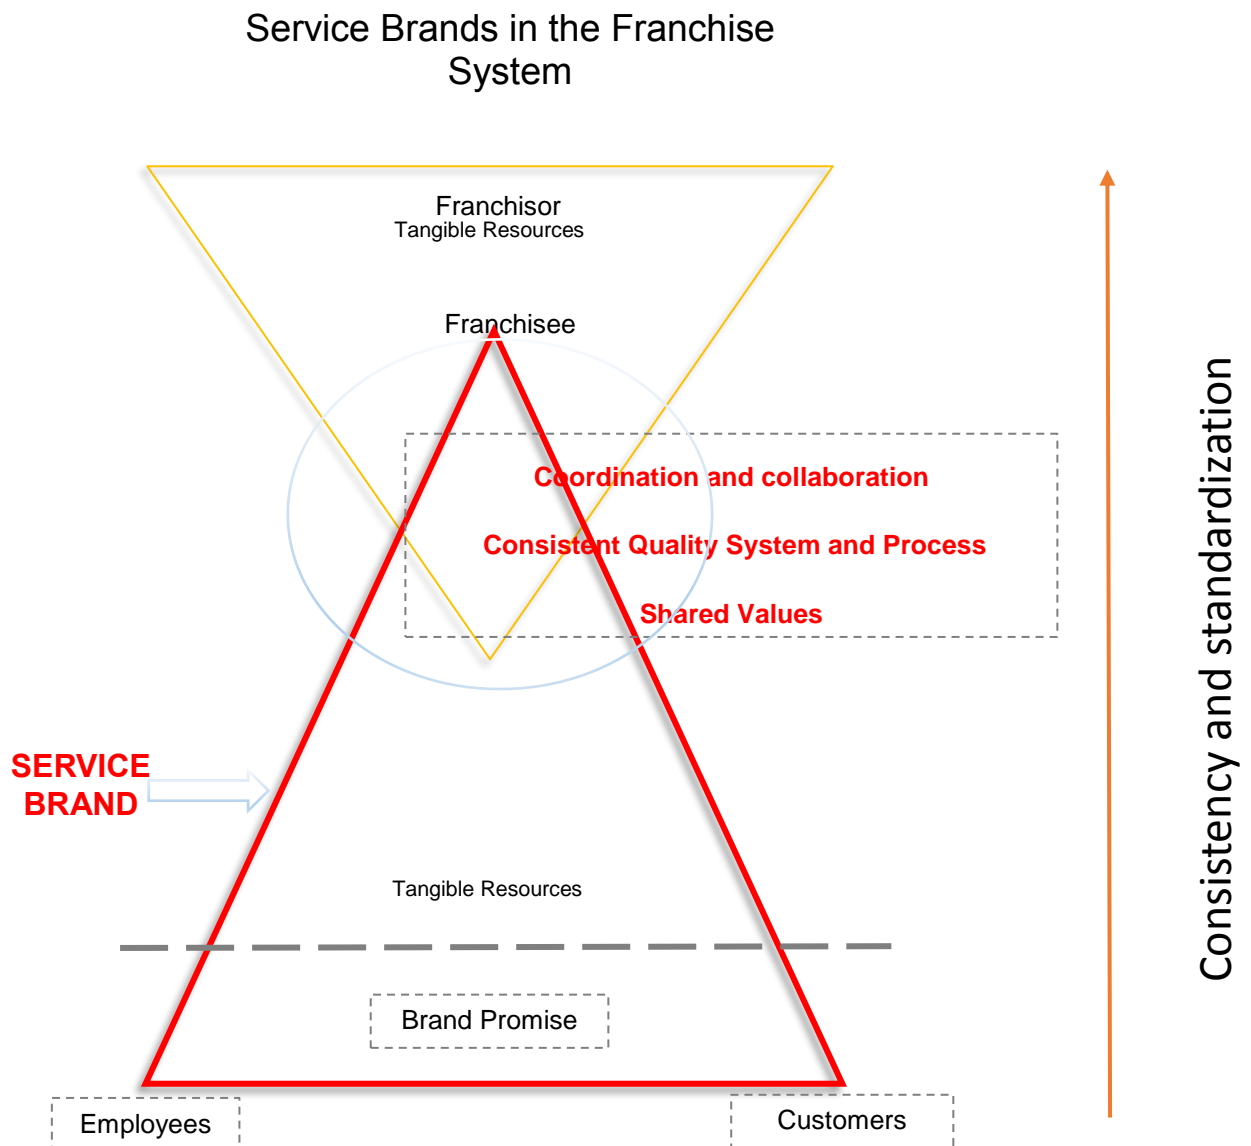 Service Brands in the Franchise
System
Franchisor
Tangible Resources
Franchisee
Coordination and collaboration
Consistent Quality System and Process
Shared Values
SERVICE
BRAND
Tangible Resources
Brand Promise
Employees
Customers
Consistency and standardization